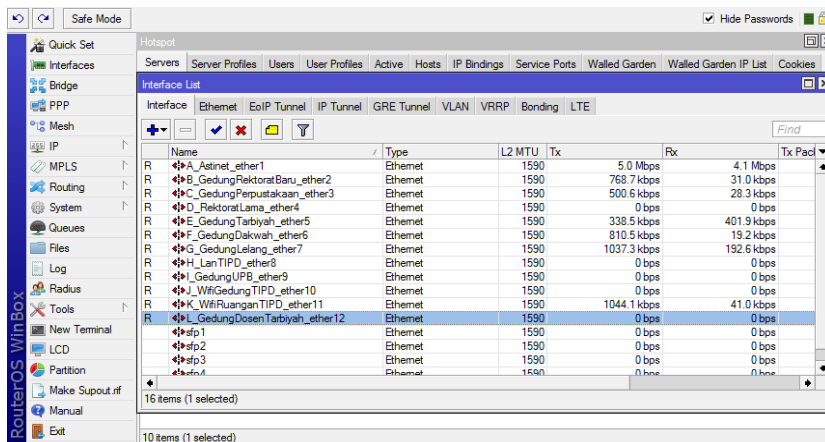 Safe Mode
Hide Passwords
RouterOS WinBox
Quick Set
Interfaces
Bridge
PPP
Mesh
IP
MPLS
Routing
System
Queues
Files
Log
Radius
Tools
New Terminal
LCD
Partition
Make Supout.rif
Manual
Exit
Hotspot
Servers Server Profiles Users User Profiles Active Hosts IP Bindings Service Ports Walled Garden Walled Garden IP List Cookies
Interface List
Interface Ethernet EoIP Tunnel IP Tunnel GRE Tunnel VLAN VRRP Bonding LTE
Find
Name Type L2 MTU Tx Rx Tx Pac
R A_Astinet_ether1 Ethernet 1590 5.0 Mbps 4.1 Mbps
R B_GedungRektoratBaru_ether2 Ethernet 1590 768.7 kbps 31.0 kbps
R C_GedungPerpustakaan_ether3 Ethernet 1590 500.6 kbps 28.3 kbps
R D_RektoratLama_ether4 Ethernet 1590 0 bps 0 bps
R E_GedungTarbiyah_ether5 Ethernet 1590 338.5 kbps 401.9 kbps
R F_GedungDakwah_ether6 Ethernet 1590 810.5 kbps 19.2 kbps
R G_GedungLelang_ether7 Ethernet 1590 1037.3 kbps 192.6 kbps
R H_LanTIPD_ether8 Ethernet 1590 0 bps 0 bps
R I_GedungUPB_ether9 Ethernet 1590 0 bps 0 bps
R J_WifiGedungTIPD_ether10 Ethernet 1590 0 bps 0 bps
R K_WifiRuanganTIPD_ether11 Ethernet 1590 1044.1 kbps 41.0 kbps
R L_GedungDosenTarbiyah_ether12 Ethernet 1590 0 bps 0 bps
sfp1 Ethernet 1590 0 bps 0 bps
sfp2 Ethernet 1590 0 bps 0 bps
sfp3 Ethernet 1590 0 bps 0 bps
sfp4 Ethernet 1590 0 bps 0 bps
16 items (1 selected)
10 items (1 selected)